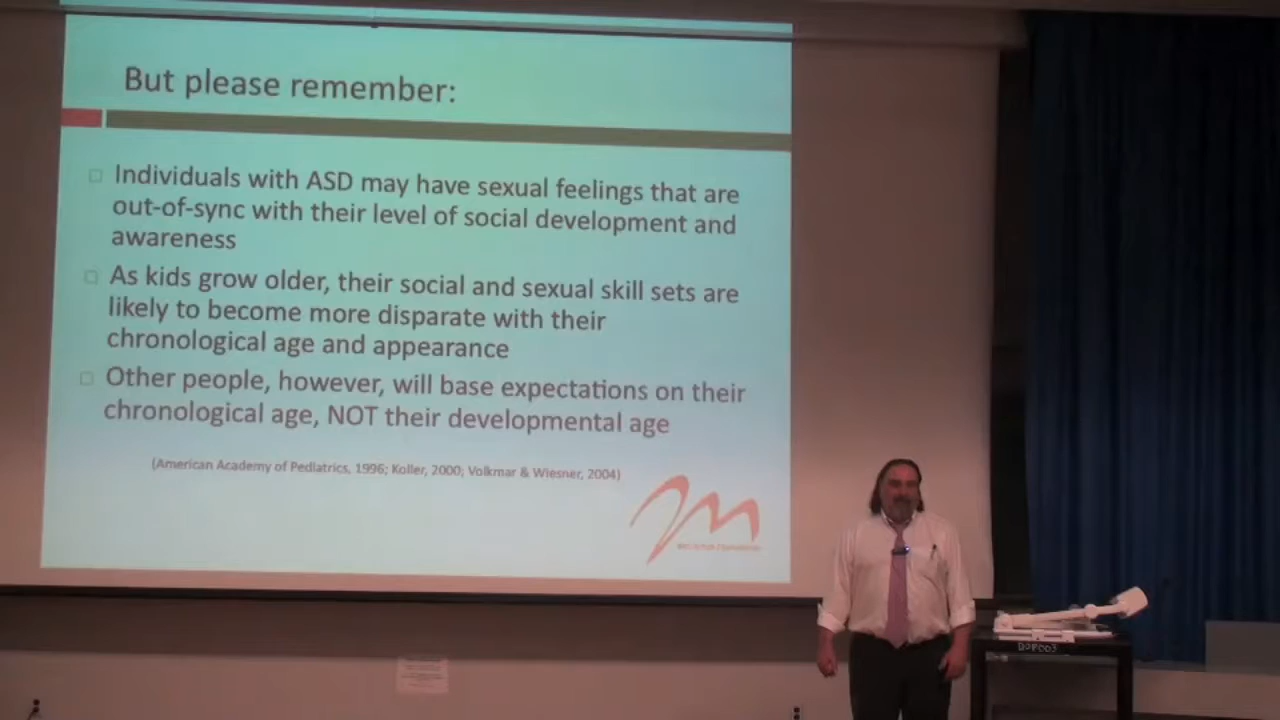 But please remember:
Individuals with ASD may have sexual feelings that are
out-of-sync with their level of social development and
awareness
As kids grow older, their social and sexual skill sets are
likely to become more disparate with their
chronological age and appearance
Other people, however, will base expectations on their
chronological age, NOT their developmental age
(American Academy of Pediatrics, 1996; Koller, 2000; Volkmar & Wiesner, 2004)